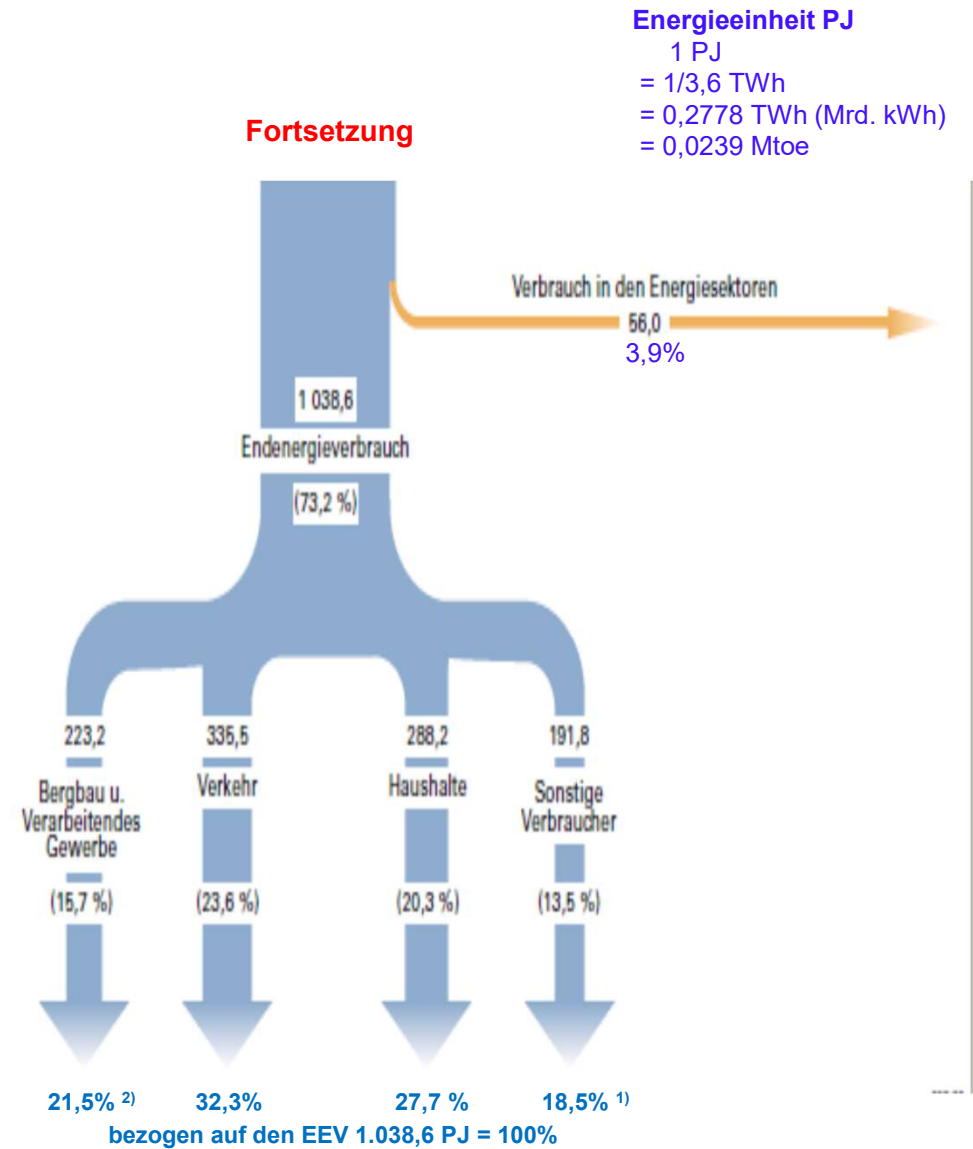 Energieeinheit PJ
1 PJ
= 1/3,6 TWh
= 0,2778 TWh (Mrd. kWh)
= 0,0239 Mtoe
Fortsetzung
Verbrauch in den Energiesektoren
56,0
3,9%
1 038,6
Endenergieverbrauch
(73,2 %)
223,2 335,5 288,2 191,8
Bergbau u.
Verarbeitendes
Gewerbe
Verkehr
Haushalte
Sonstige
Verbraucher
(15,7 %) (23,6 %) (20,3 %) (13,5 %)
21,5% 2) 32,3% 27,7 % 18,5% 1)
bezogen auf den EEV 1.038,6 PJ = 100%